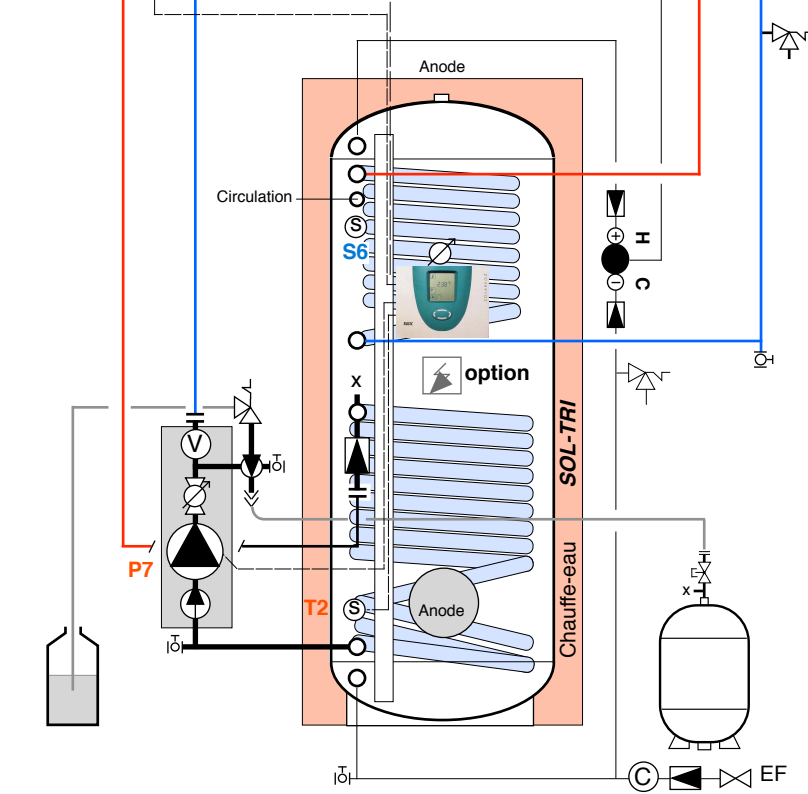 Anode
Circulation
S
S6
+
H
−
C
option
x
SOL-TRI
V
P7
T2
S
Anode
Chauffe-eau
x
C
EF